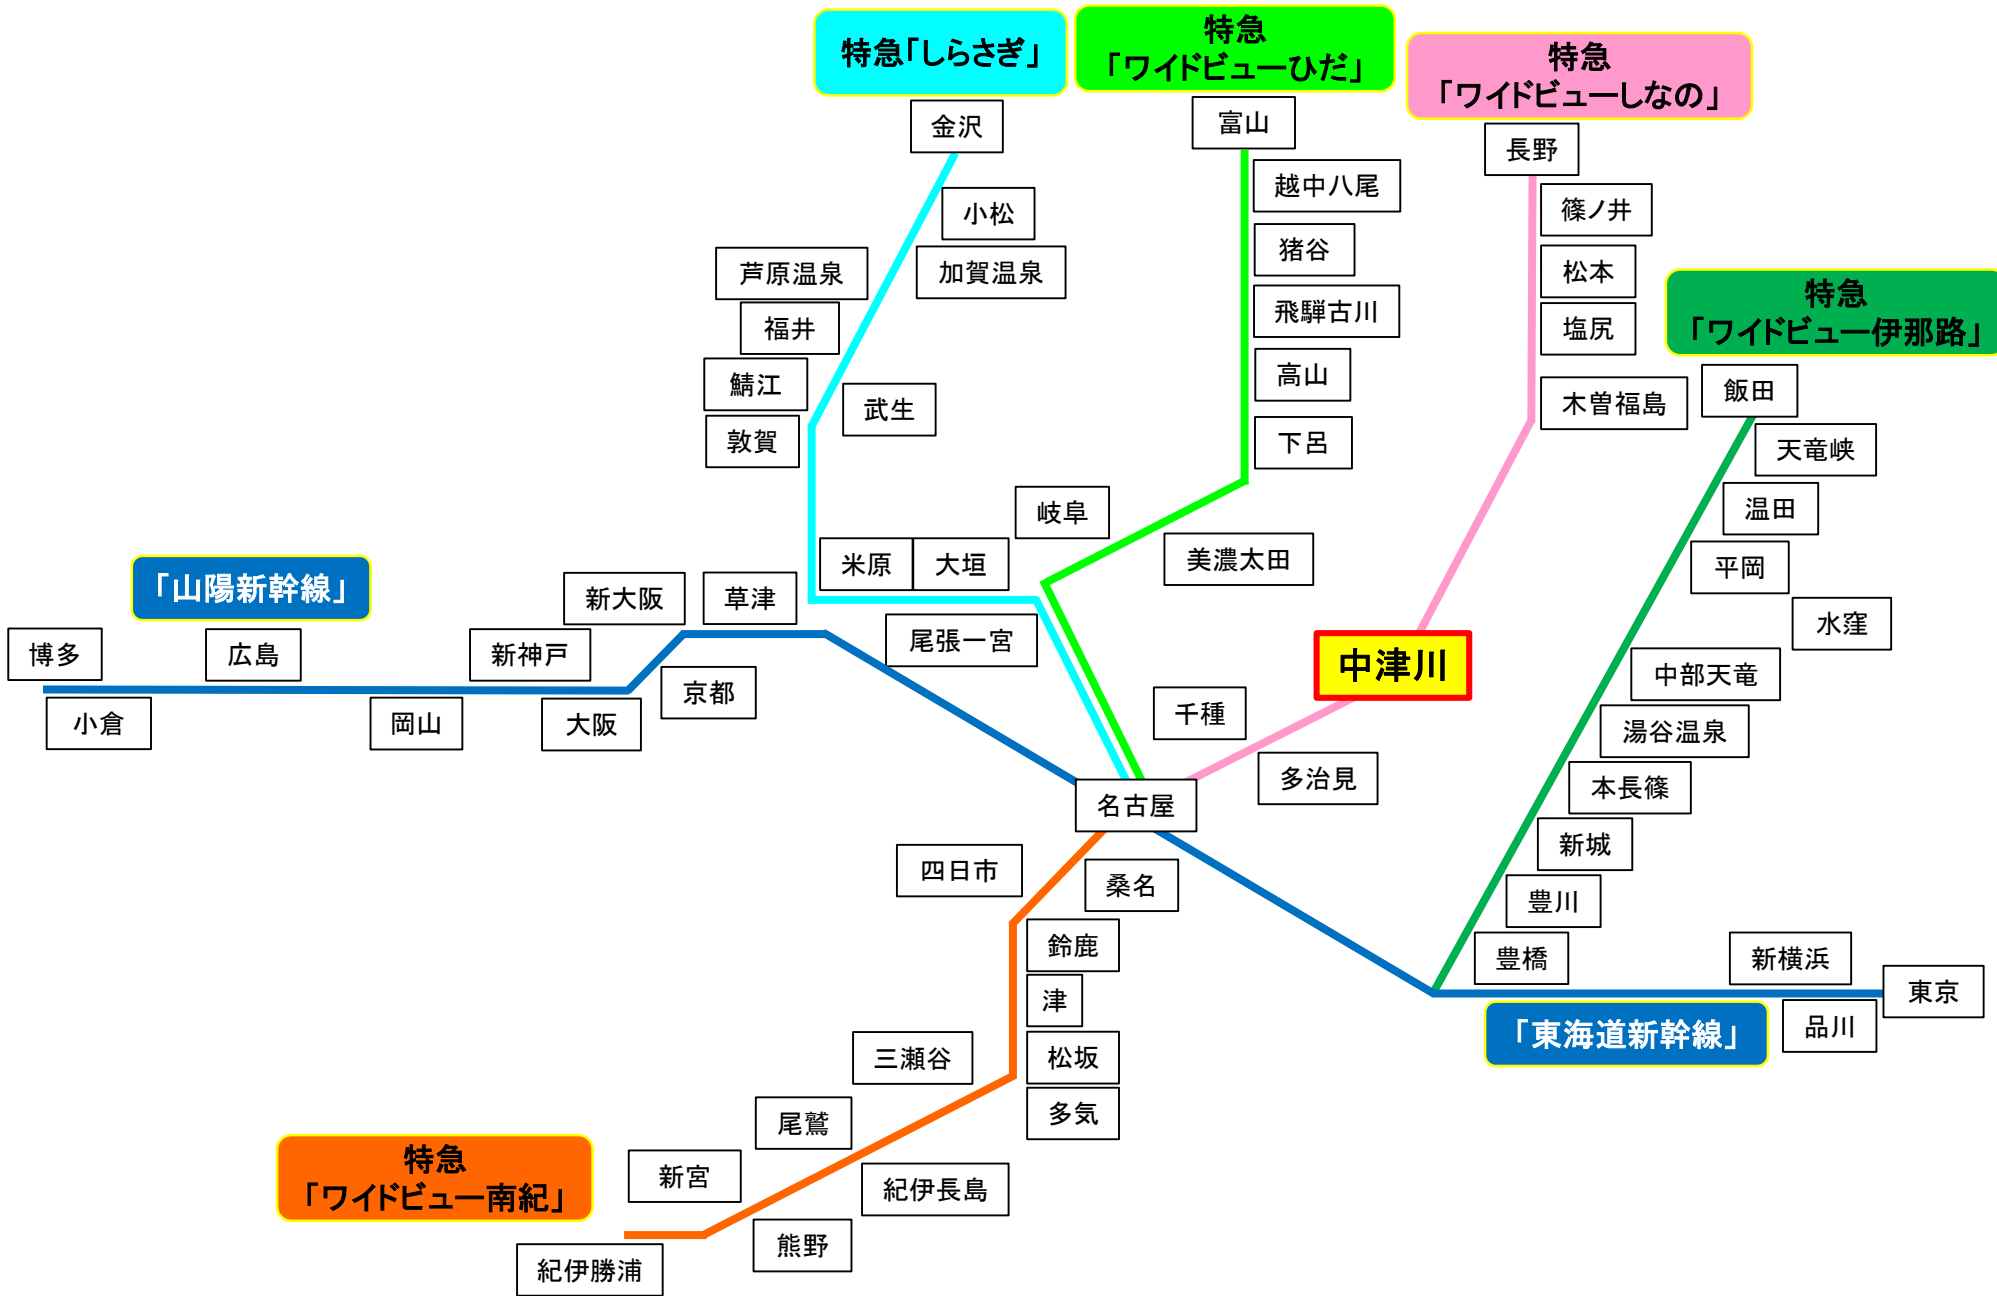 特急「しらさぎ」
特急
「ワイドビューひだ」
特急
「ワイドビューしなの」
金沢
富山
長野
越中八尾
篠ノ井
小松
猪谷
松本
芦原温泉
加賀温泉
飛騨古川
塩尻
特急
「ワイドビュー伊那路」
福井
鯖江
武生
高山
木曽福島
飯田
敦賀
下呂
天竜峡
岐阜
温田
米原
大垣
美濃太田
平岡
「山陽新幹線」
新大阪
草津
水窪
博多
広島
新神戸
尾張一宮
中津川
中部天竜
小倉
岡山
大阪
京都
千種
湯谷温泉
多治見
本長篠
名古屋
新城
四日市
桑名
豊川
鈴鹿
豊橋
新横浜
東京
津
品川
「東海道新幹線」
三瀬谷
松坂
尾鷲
多気
特急
「ワイドビュー南紀」
新宮
紀伊長島
熊野
紀伊勝浦